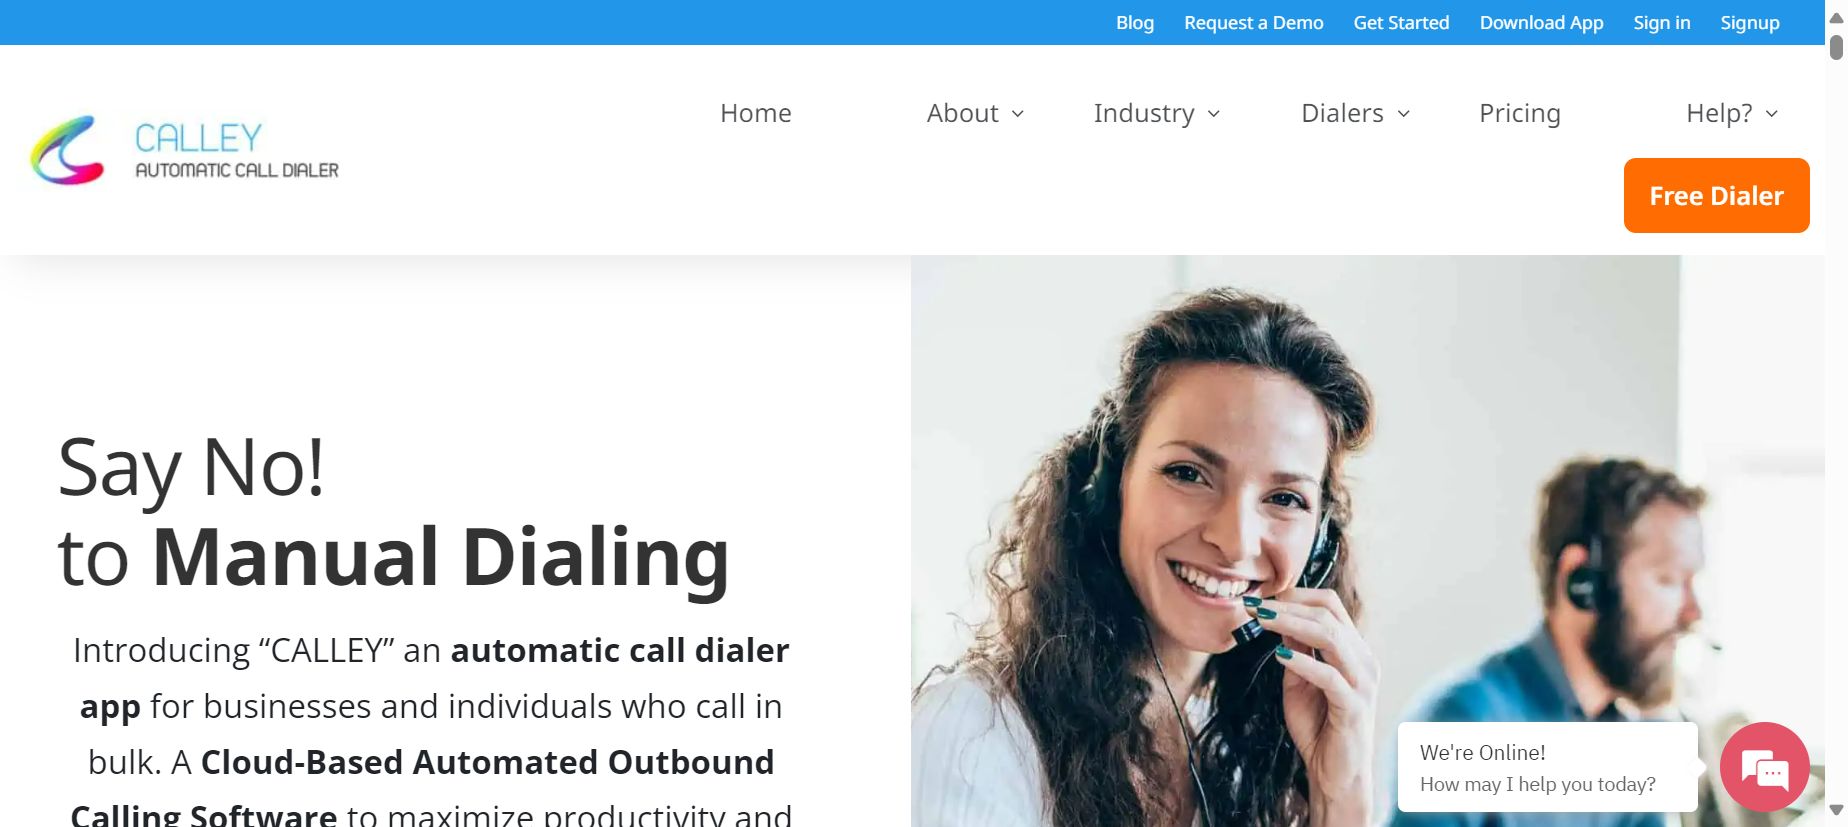 Blog Request a Demo Get Started Download App Sign in Signup
CALLEY
AUTOMATIC CALL DIALER
Home About Industry Dialers Pricing Help?
Free Dialer
Say No!
to Manual Dialing
Introducing “CALLEY” an automatic call dialer
app for businesses and individuals who call in
bulk. A Cloud-Based Automated Outbound
Calling Software to maximize productivity and
We're Online!
How may I help you today?